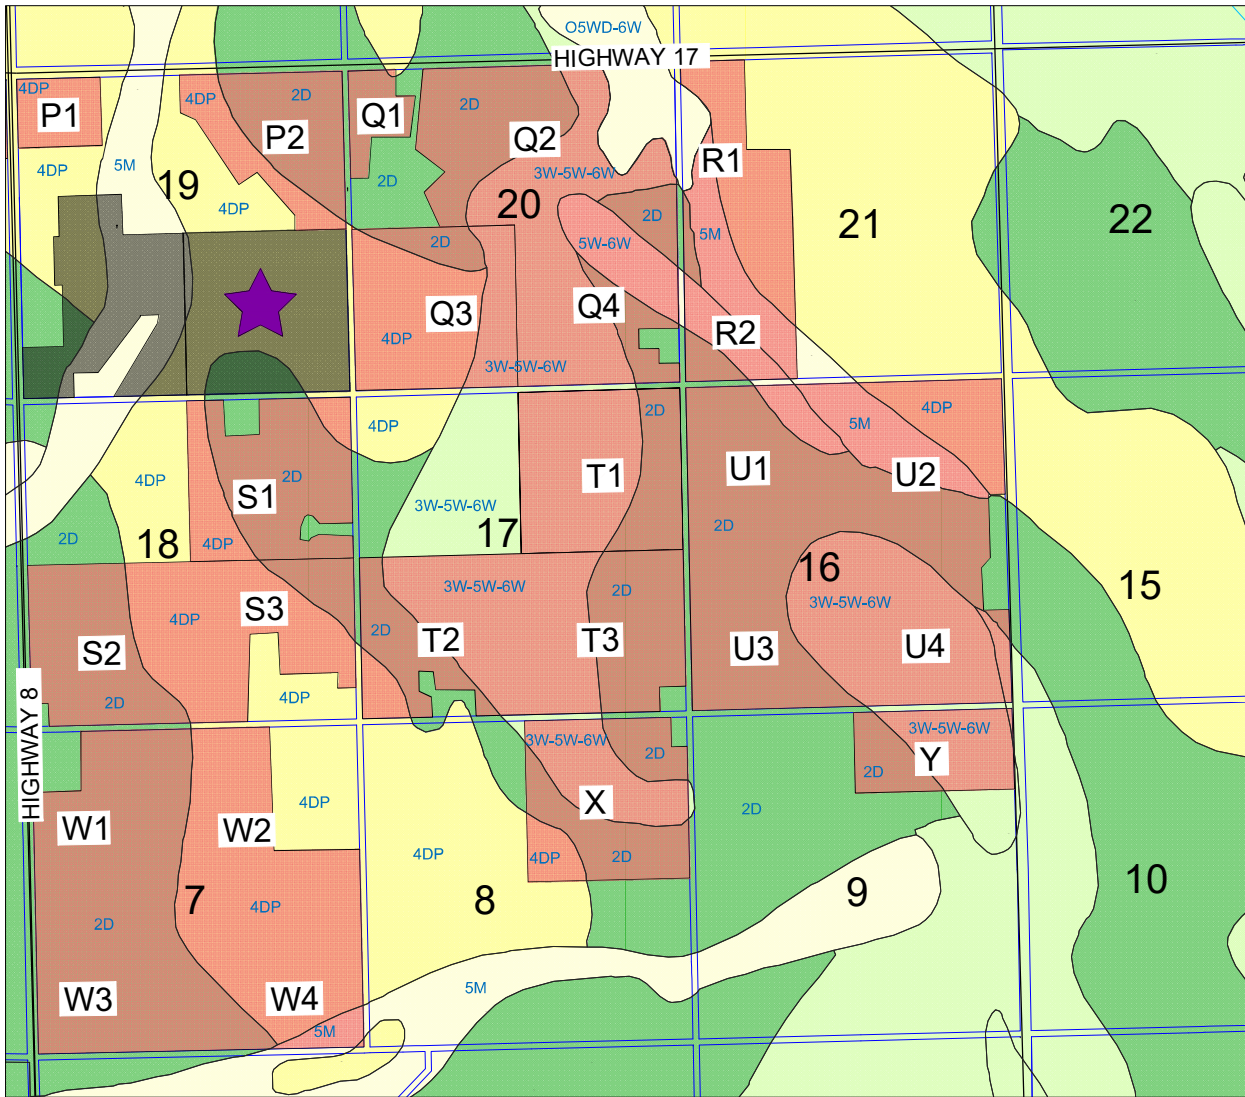 O5WD-6W
HIGHWAY 17
4DP
P1
4DP
2D
P2
Q1
2D
Q2
4DP
5M
19
4DP
2D
3W-5W-6W
20
R1
21
22
2D
2D
5W-6W
5M
Q3
Q4
R2
4DP
3W-5W-6W
4DP
2D
5M
4DP
4DP
2D
S1
3W-5W-6W
T1
U1
U2
2D
18
4DP
17
2D
16
15
4DP
S3
3W-5W-6W
2D
3W-5W-6W
S2
2D
T2
T3
U3
U4
2D
4DP
HIGHWAY 8
3W-5W-6W
2D
3W-5W-6W
Y
2D
4DP
X
2D
W1
W2
4DP
4DP
2D
7
4DP
8
9
10
2D
W3
W4
5M
5M